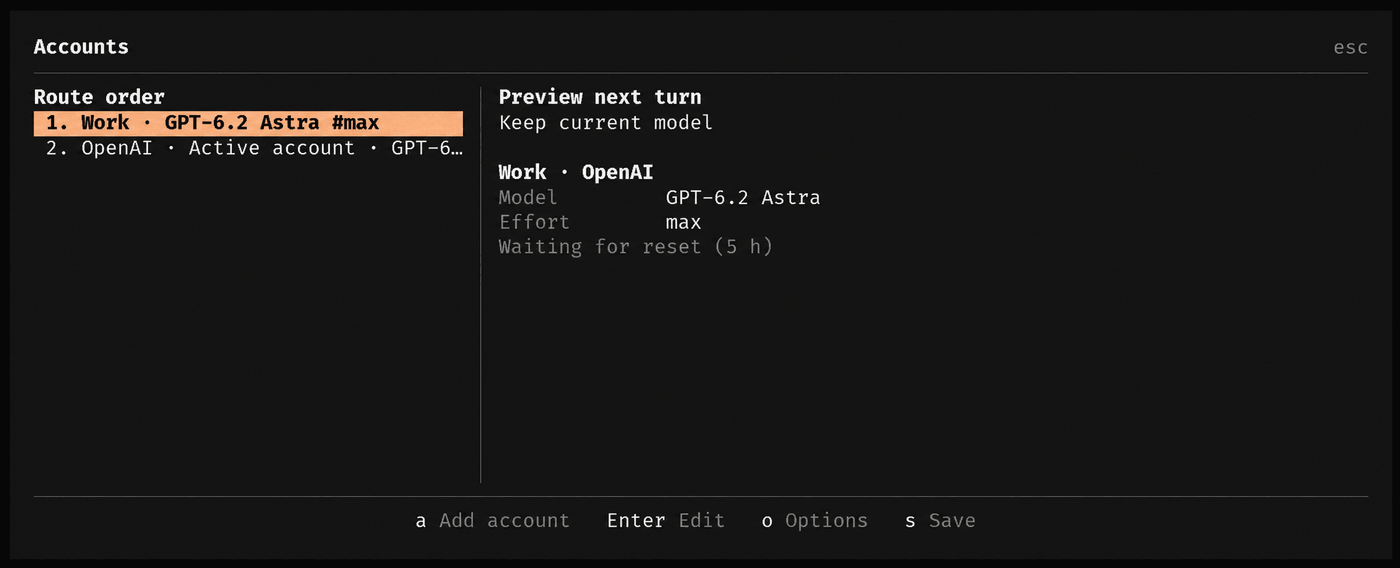 Accounts esc
Route order
1. Work · GPT-6.2 Astra #max
2. OpenAI · Active account · GPT-6…
Preview next turn
Keep current model
Work · OpenAI
Model GPT-6.2 Astra
Effort max
Waiting for reset (5 h)
a Add account Enter Edit o Options s Save